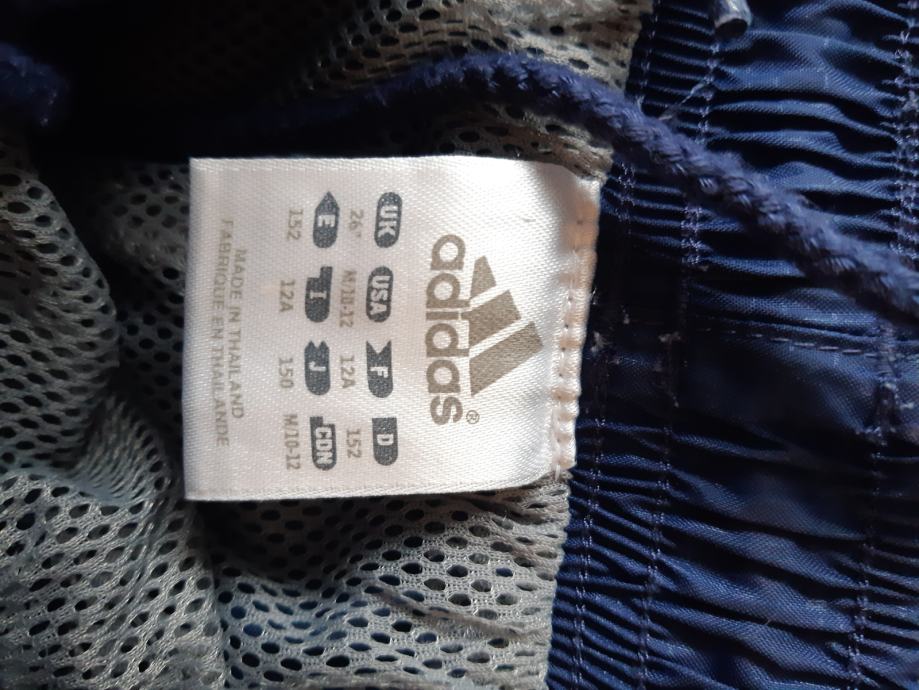 adidas®
UK USA F D
26" M/10-12 12A 152
E I J CDN
152 12A 150 M/10-12
MADE IN THAILAND
FABRIQUE EN THAILANDE